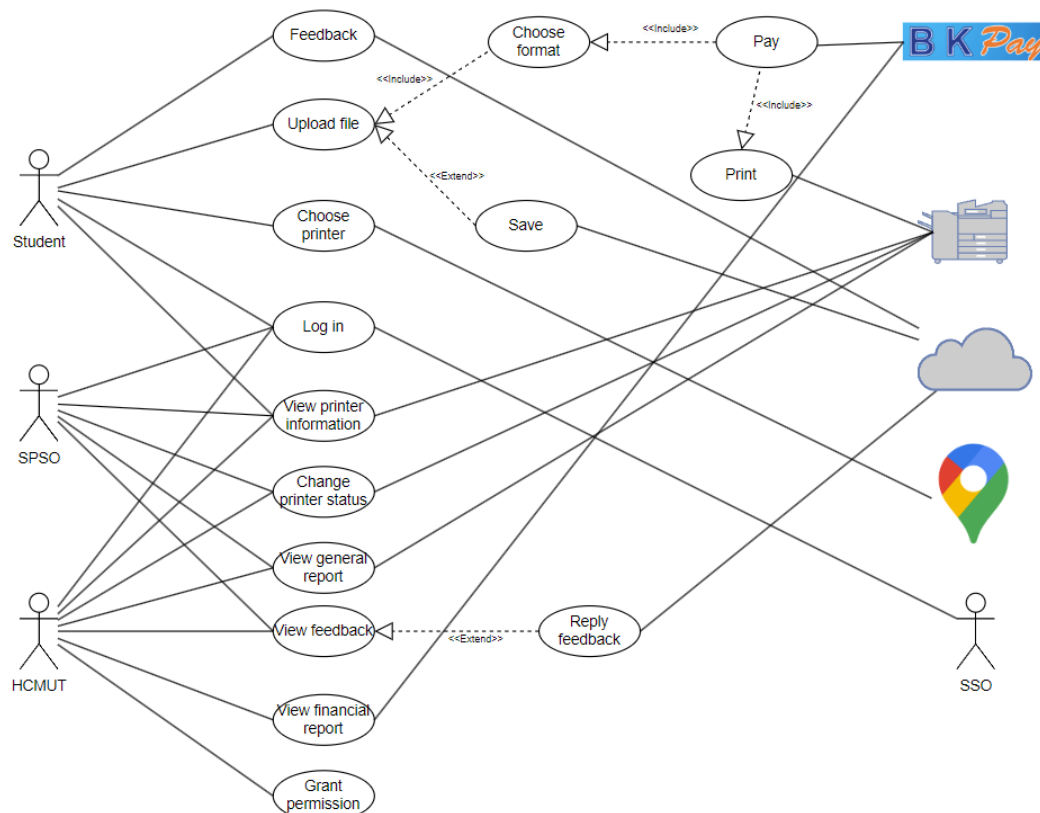 Feedback
Choose
format
<<Include>>
Pay
B K Pay
<<Include>>
Upload file
<<Include>>
Print
<<Extend>>
Student
Choose
printer
Save
Log in
SPSO
View printer
information
Change
printer status
View general
report
View feedback
<<Extend>>
Reply
feedback
HCMUT
SSO
View financial
report
Grant
permission